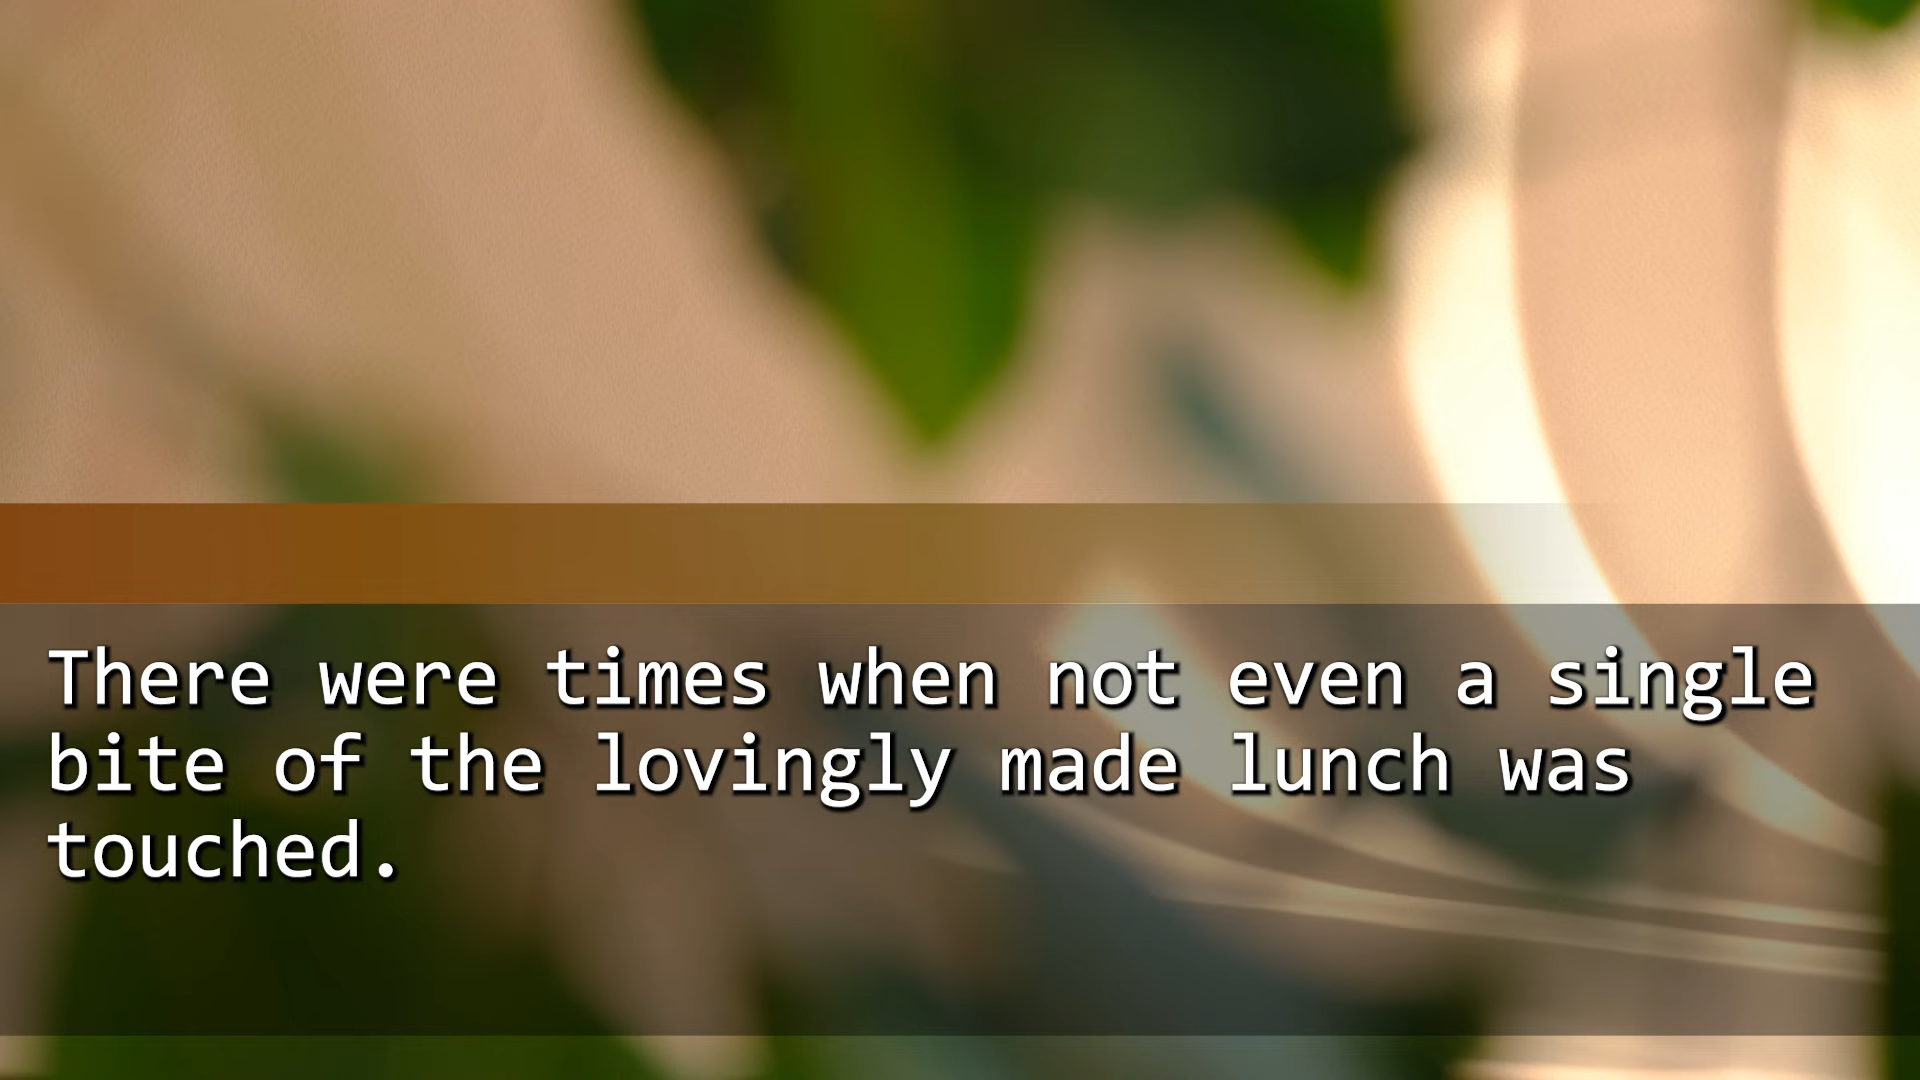 There were times when not even a single
bite of the lovingly made lunch was
touched.